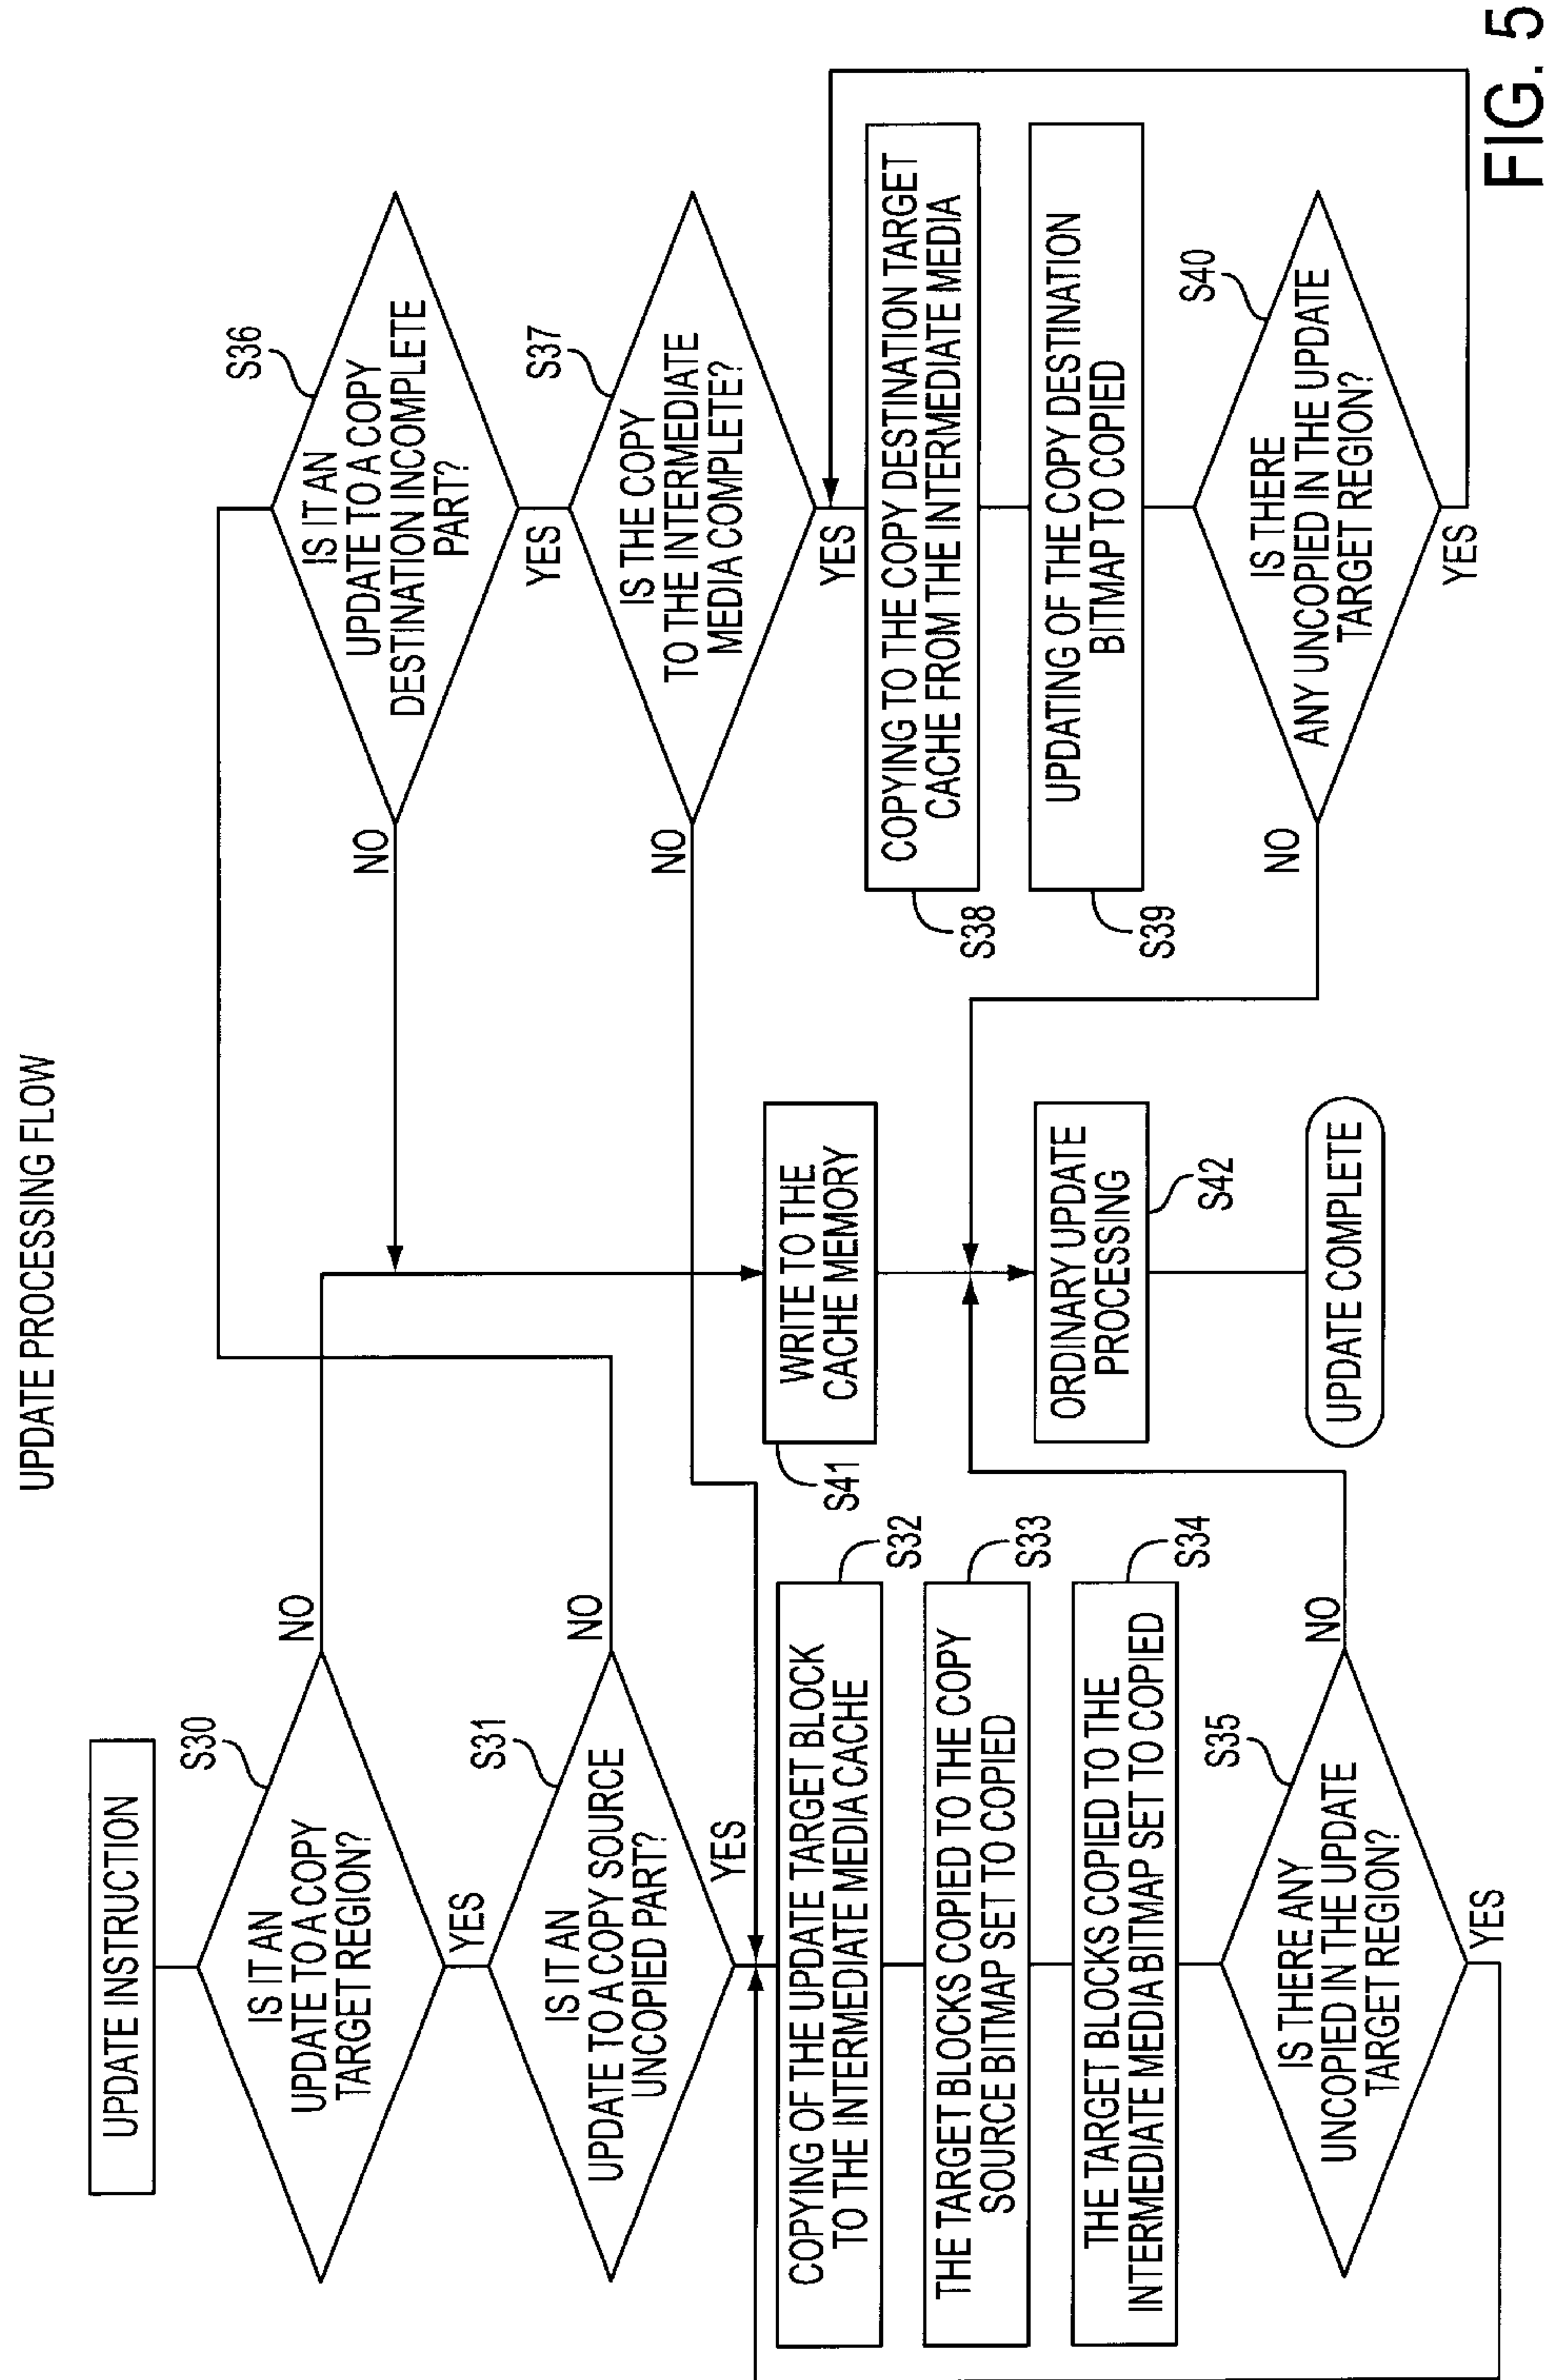 UPDATE PROCESSING FLOW
UPDATE INSTRUCTION
S30
IS IT AN
UPDATE TO A COPY
TARGET REGION?
NO
YES
S31
IS IT AN
UPDATE TO A COPY SOURCE
UNCOPIED PART?
NO
YES
COPYING OF THE UPDATE TARGET BLOCK
TO THE INTERMEDIATE MEDIA CACHE
S32
THE TARGET BLOCKS COPIED TO THE COPY
SOURCE BITMAP SET TO COPIED
S33
THE TARGET BLOCKS COPIED TO THE
INTERMEDIATE MEDIA BITMAP SET TO COPIED
S34
S35
IS THERE ANY
UNCOPIED IN THE UPDATE
TARGET REGION?
NO
YES
WRITE TO THE
CACHE MEMORY
S41
ORDINARY UPDATE
PROCESSING
S42
UPDATE COMPLETE
S36
IS IT AN
UPDATE TO A COPY
DESTINATION INCOMPLETE
PART?
NO
YES
S37
IS THE COPY
TO THE INTERMEDIATE
MEDIA COMPLETE?
NO
YES
COPYING TO THE COPY DESTINATION TARGET
CACHE FROM THE INTERMEDIATE MEDIA
S38
UPDATING OF THE COPY DESTINATION
BITMAP TO COPIED
S39
S40
IS THERE
ANY UNCOPIED IN THE UPDATE
TARGET REGION?
NO
YES
FIG. 5